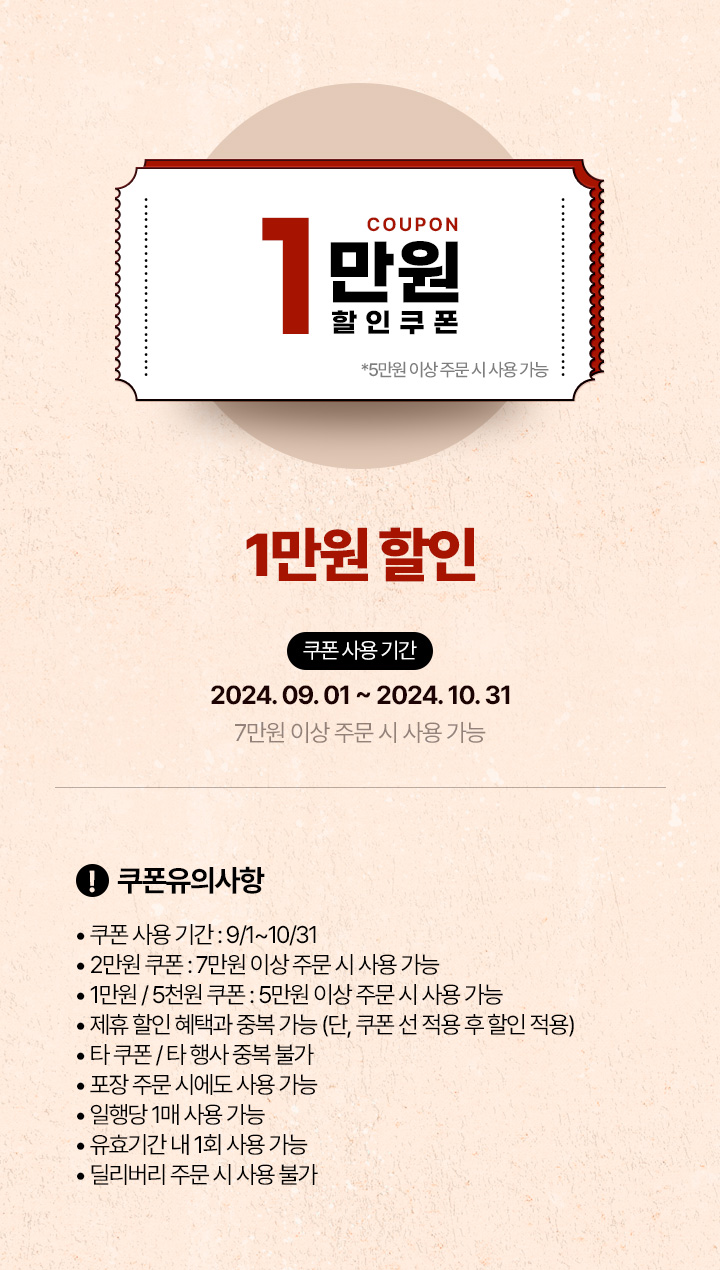 COUPON
1만원
할인쿠폰
*5만원 이상 주문 시 사용 가능
1만원 할인
쿠폰 사용 기간
2024. 09. 01 ~ 2024. 10. 31
7만원 이상 주문 시 사용 가능
! 쿠폰유의사항
• 쿠폰 사용 기간 : 9/1~10/31
• 2만원 쿠폰 : 7만원 이상 주문 시 사용 가능
• 1만원 / 5천원 쿠폰 : 5만원 이상 주문 시 사용 가능
• 제휴 할인 혜택과 중복 가능 (단, 쿠폰 선 적용 후 할인 적용)
• 타 쿠폰 / 타 행사 중복 불가
• 포장 주문 시에도 사용 가능
• 일행당 1매 사용 가능
• 유효기간 내 1회 사용 가능
• 딜리버리 주문 시 사용 불가